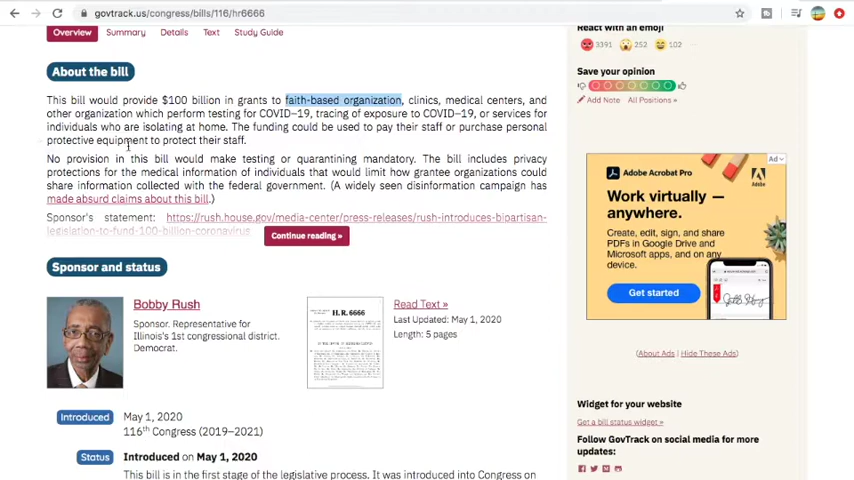 govtrack.us/congress/bills/116/hr6666
Overview Summary Details Text Study Guide
About the bill
This bill would provide $100 billion in grants to faith-based organization, clinics, medical centers, and
other organization which perform testing for COVID–19, tracing of exposure to COVID–19, or services for
individuals who are isolating at home. The funding could be used to pay their staff or purchase personal
protective equipment to protect their staff.
No provision in this bill would make testing or quarantining mandatory. The bill includes privacy
protections for the medical information of individuals that would limit how grantee organizations could
share information collected with the federal government. (A widely seen disinformation campaign has
made absurd claims about this bill.)
Sponsor's statement: https://rush.house.gov/media-center/press-releases/rush-introduces-bipartisan-
legislation-to-fund-100-billion-coronavirus
Continue reading »
Sponsor and status
Bobby Rush
Sponsor. Representative for
Illinois's 1st congressional district.
Democrat.
H. R. 6666
Read Text »
Last Updated: May 1, 2020
Length: 5 pages
Introduced May 1, 2020
116th Congress (2019–2021)
Status Introduced on May 1, 2020
This bill is in the first stage of the legislative process. It was introduced into Congress on
React with an emoji
3391 252 102
Save your opinion
Add Note All Positions »
Ad
Adobe Acrobat Pro
Adobe
Work virtually —
anywhere.
Create, edit, sign, and share
PDFs in Google Drive and
Microsoft apps, and on any
device.
Get started
(About Ads | Hide These Ads)
Widget for your website
Get a bill status widget »
Follow GovTrack on social media for more
updates: